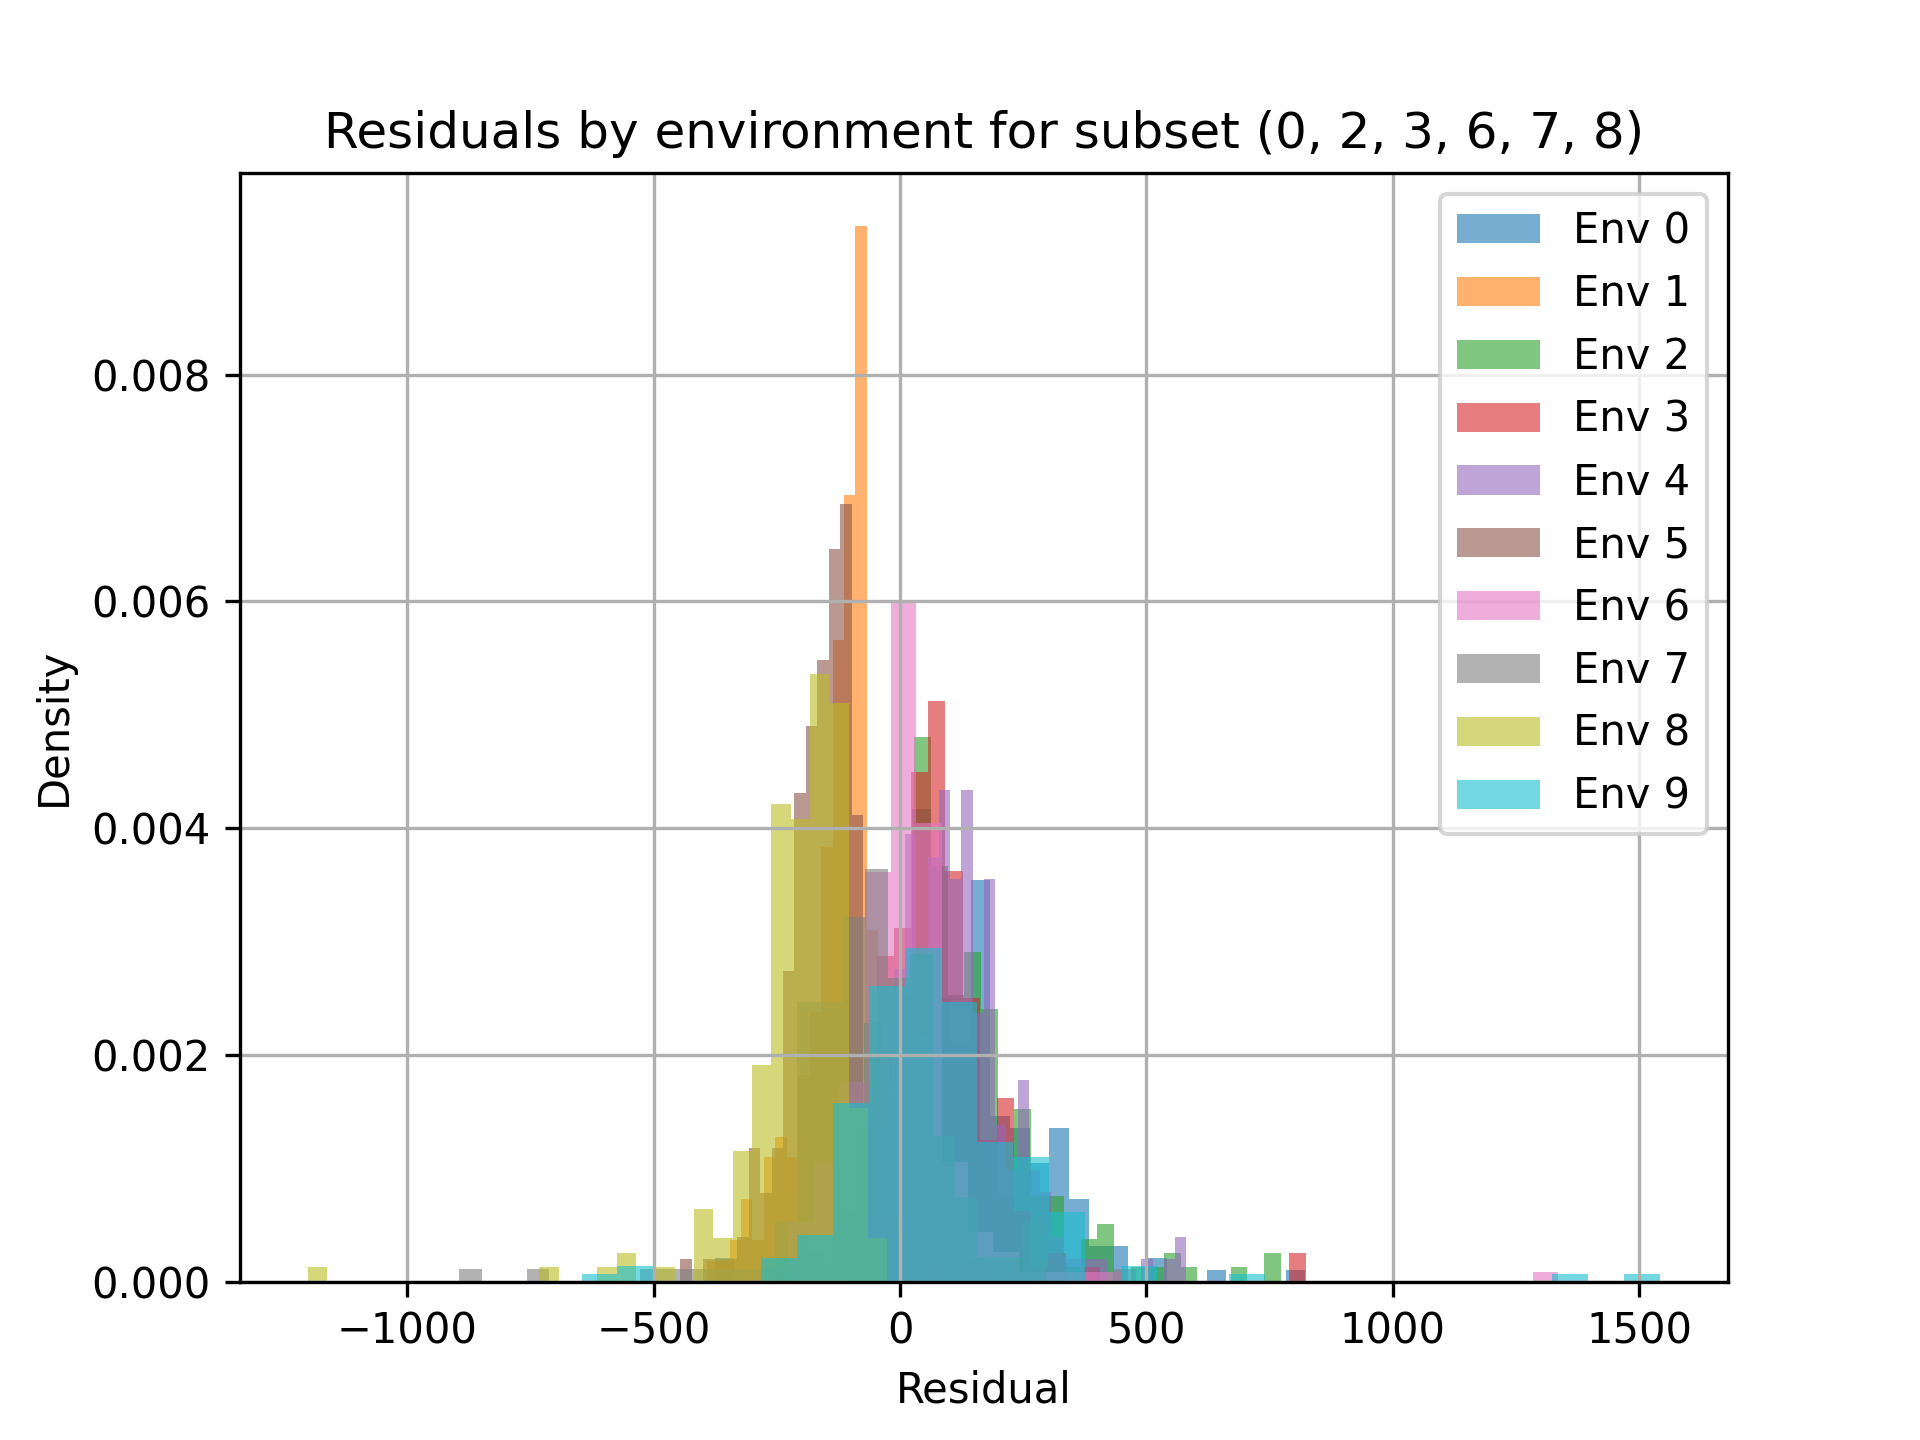 Residuals by environment for subset (0, 2, 3, 6, 7, 8)
Env 0
Env 1
Env 2
Env 3
Env 4
Env 5
Env 6
Env 7
Env 8
Env 9
Density
0.008
0.006
0.004
0.002
0.000
−1000 −500 0 500 1000 1500
Residual